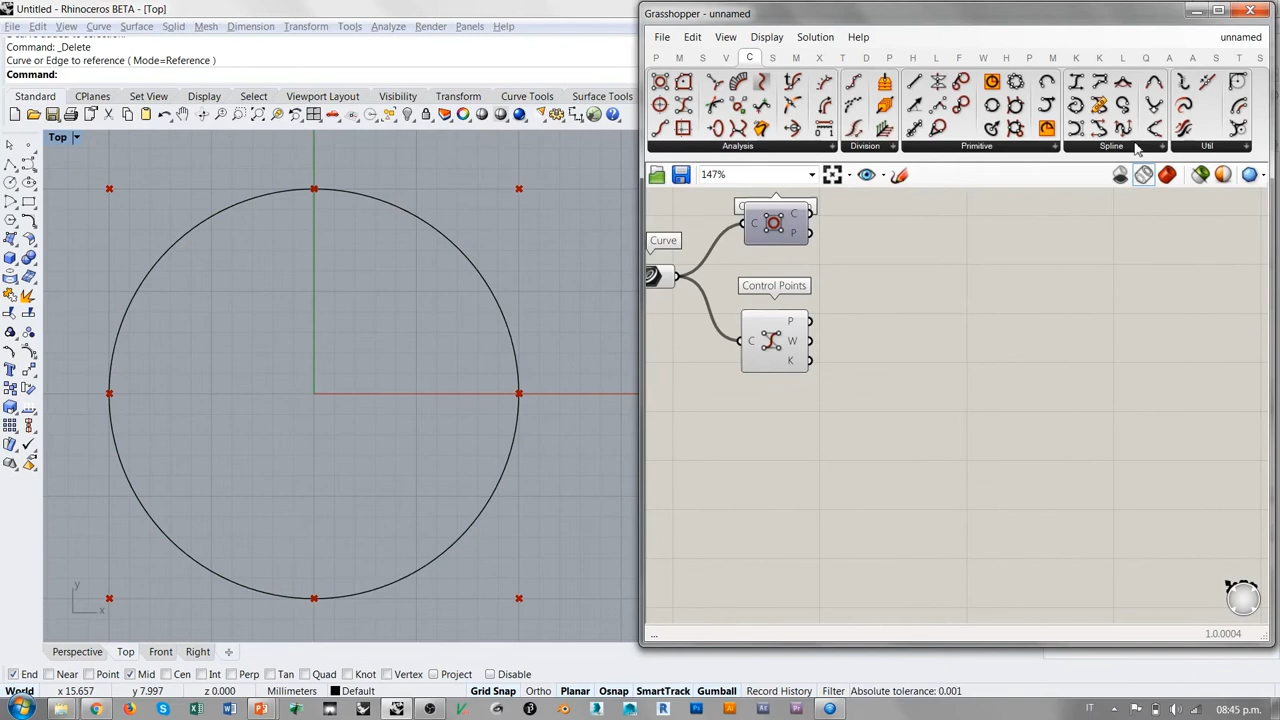 Untitled - Rhinoceros BETA - [Top]
File Edit View Curve Surface Solid Mesh Dimension Transform Tools Analyze Render Panels Help
Command: _Delete
Curve or Edge to reference ( Mode=Reference )
Command:
Standard CPlanes Set View Display Select Viewport Layout Visibility Transform Curve Tools Surface Tools
Top
y
x
Perspective Top Front Right
End Near Point Mid Cen Int Perp Tan Quad Knot Vertex Project Disable
World x 15.657 y 7.997 z 0.000 Millimeters Default Grid Snap Ortho Planar Osnap SmartTrack Gumball Record History Filter Absolute tolerance: 0.001
Grasshopper - unnamed
File Edit View Display Solution Help unnamed
P M S V C S M I T D P L F W H P K L Q M H T X
Analysis Division Primitive Spline Util
147%
Curve
C C
P
Control Points
C P
W
K
...
1.0.0004
IT 08:45 p.m.